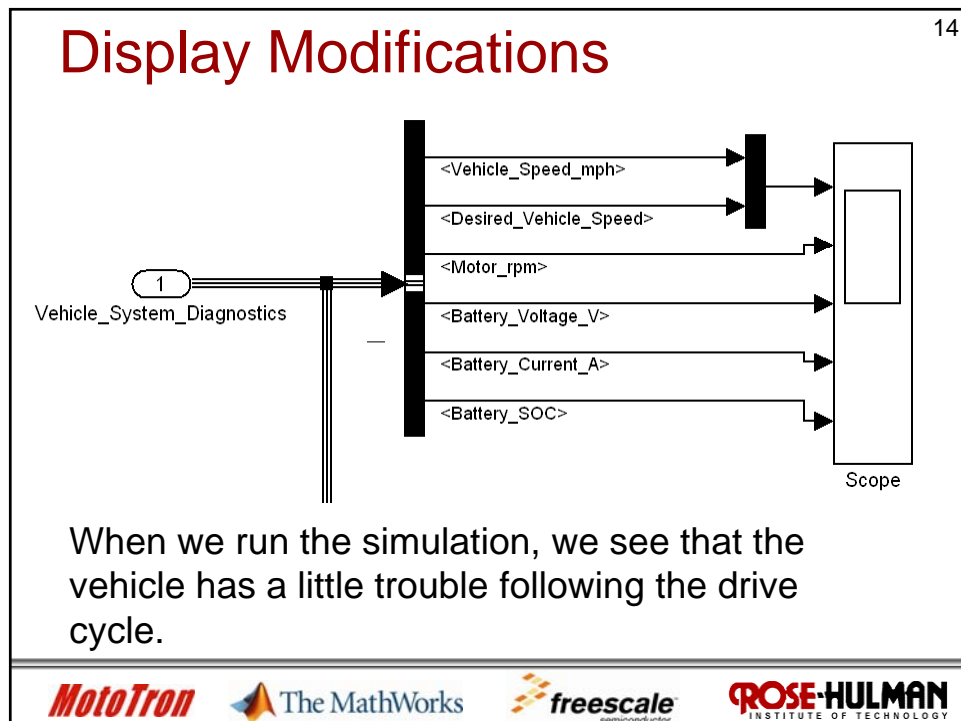 14
Display Modifications
<Vehicle_Speed_mph>
<Desired_Vehicle_Speed>
<Motor_rpm>
1
Vehicle_System_Diagnostics
<Battery_Voltage_V>
<Battery_Current_A>
<Battery_SOC>
Scope
When we run the simulation, we see that the
vehicle has a little trouble following the drive
cycle.
MotoTron
The MathWorks
freescale
semiconductor
ROSE-HULMAN
INSTITUTE OF TECHNOLOGY